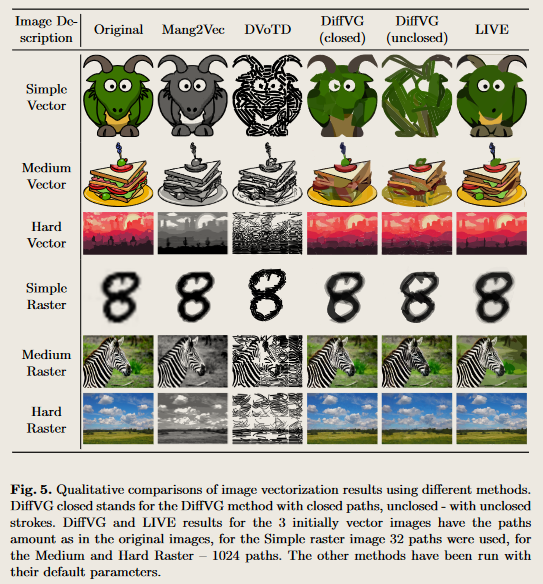 Image De-
scription
Original
Mang2Vec
DVoTD
DiffVG
(closed)
DiffVG
(unclosed)
LIVE
Simple
Vector
Medium
Vector
Hard
Vector
Simple
Raster
Medium
Raster
Hard
Raster
Fig. 5. Qualitative comparisons of image vectorization results using different methods.
DiffVG closed stands for the DiffVG method with closed paths, unclosed - with unclosed
strokes. DiffVG and LIVE results for the 3 initially vector images have the paths
amount as in the original images, for the Simple raster image 32 paths were used, for
the Medium and Hard Raster – 1024 paths. The other methods have been run with
their default parameters.